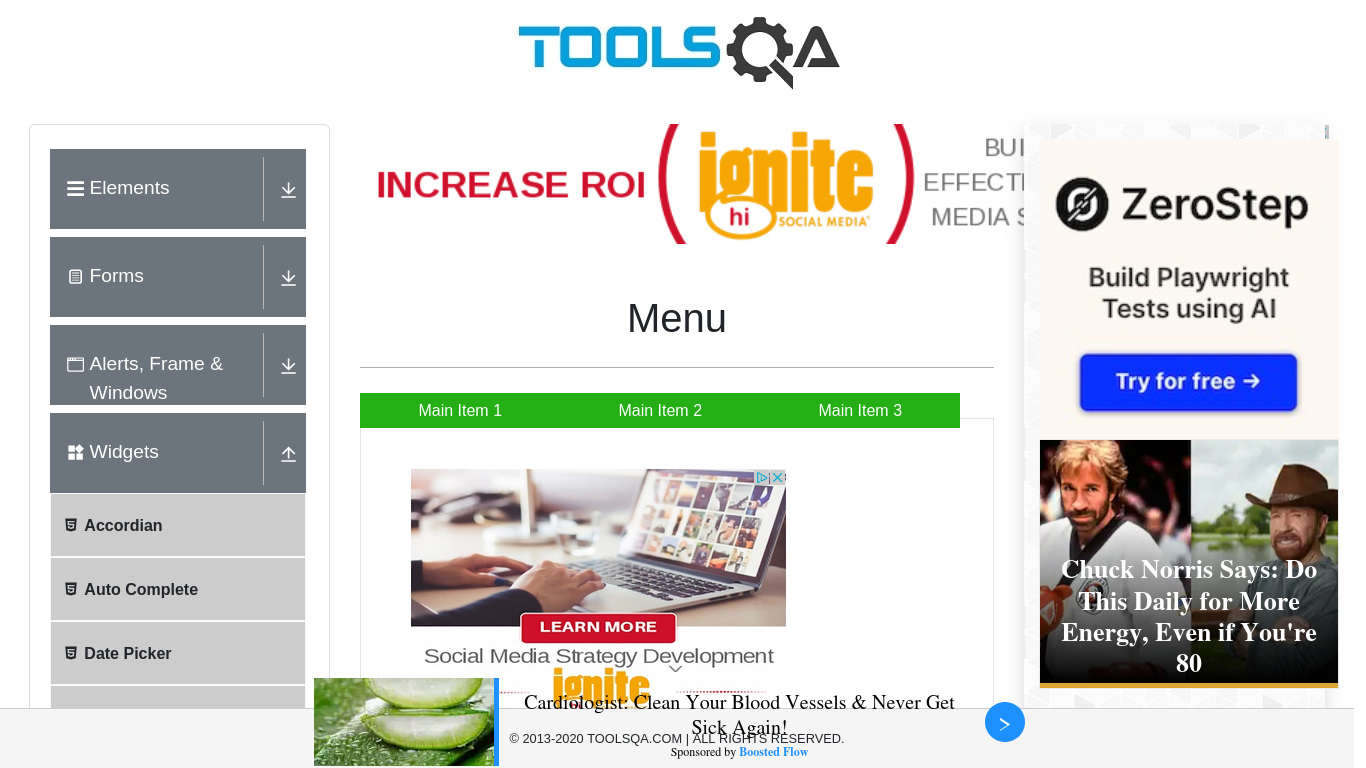 TOOLSQA
Elements
Forms
Alerts, Frame &
Windows
Widgets
Accordian
Auto Complete
Date Picker
INCREASE ROI
ignite
hi
SOCIAL MEDIA
BUI
EFFECTI
MEDIA S
Menu
Main Item 1
Main Item 2
Main Item 3
LEARN MORE
Social Media Strategy Development
ignite
ZeroStep
Build Playwright
Tests using AI
Try for free →
Chuck Norris Says: Do
This Daily for More
Energy, Even if You're
80
Cardiologist: Clean Your Blood Vessels & Never Get
Sick Again!
© 2013-2020 TOOLSQA.COM | ALL RIGHTS RESERVED.
Sponsored by Boosted Flow